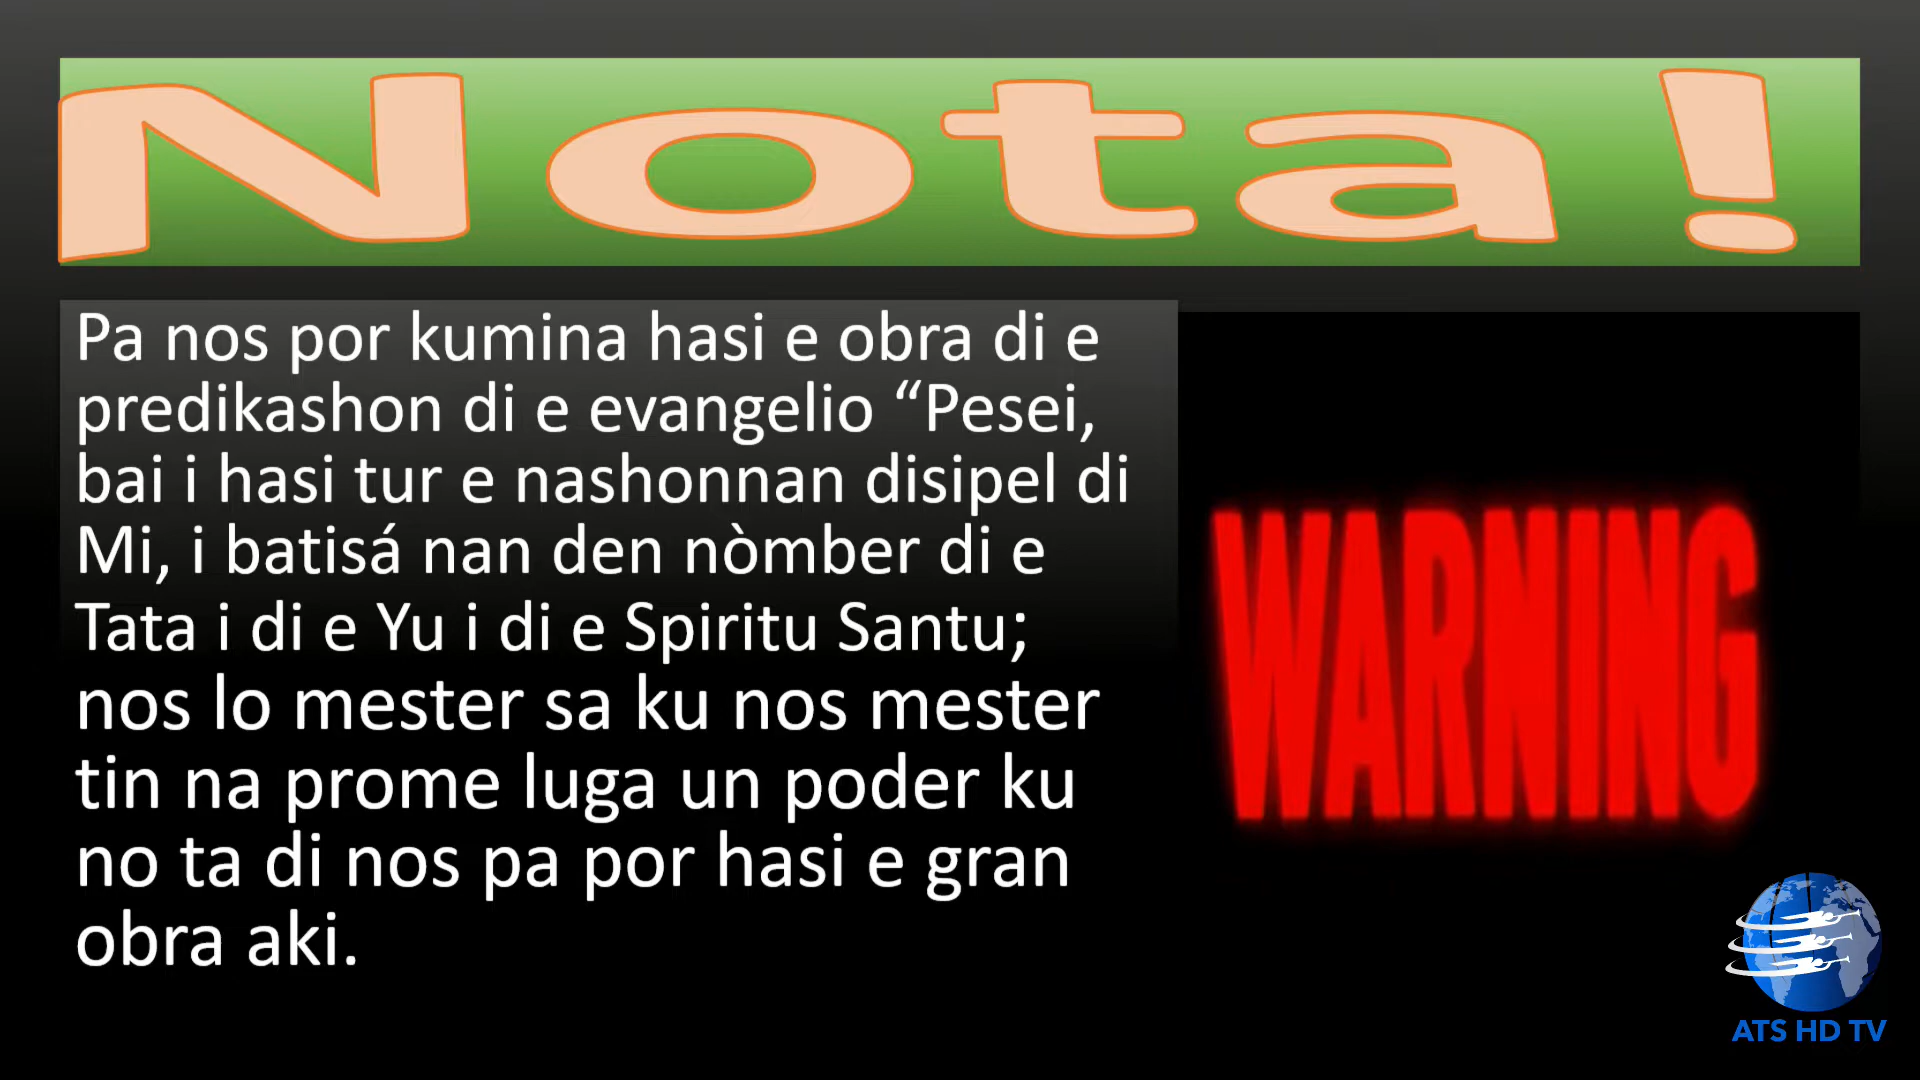 Nota!
Pa nos por kumina hasi e obra di e
predikashon di e evangelio “Pesei,
bai i hasi tur e nashonnan disipel di
Mi, i batisá nan den nòmber di e
Tata i di e Yu i di e Spiritu Santu;
nos lo mester sa ku nos mester
tin na prome luga un poder ku
no ta di nos pa por hasi e gran
obra aki.
WARNING
ATS HD TV